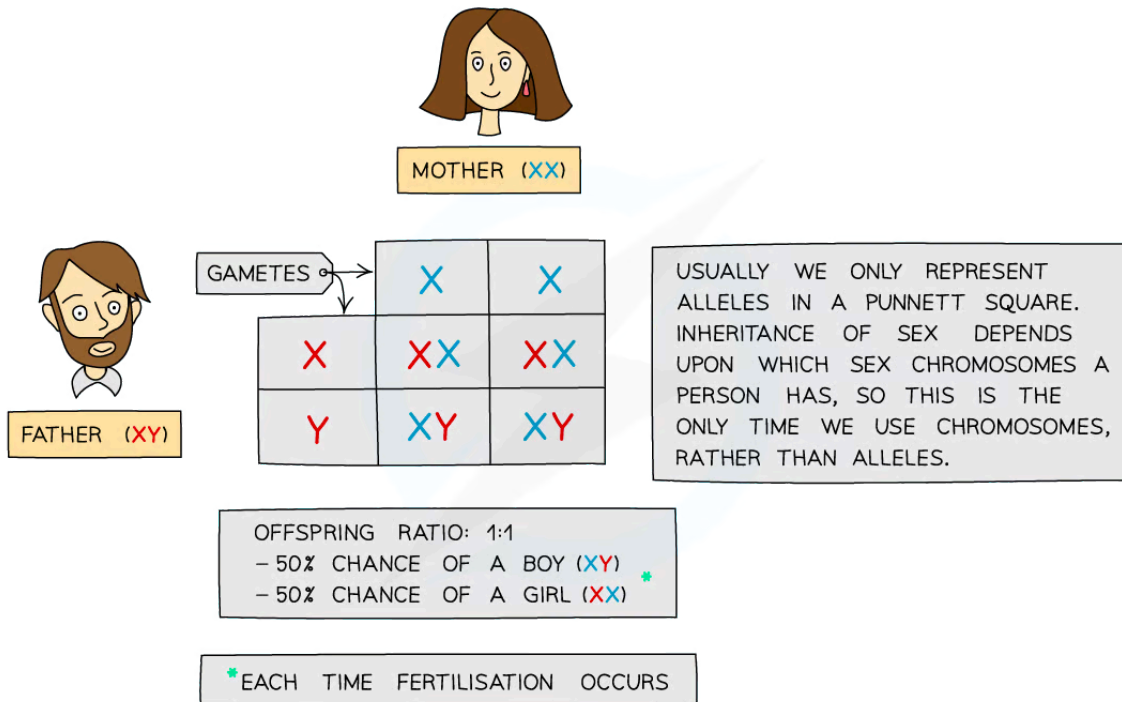 MOTHER (XX)
GAMETES
X X
X XX XX
Y XY XY
FATHER (XY)
USUALLY WE ONLY REPRESENT
ALLELES IN A PUNNETT SQUARE.
INHERITANCE OF SEX DEPENDS
UPON WHICH SEX CHROMOSOMES A
PERSON HAS, SO THIS IS THE
ONLY TIME WE USE CHROMOSOMES,
RATHER THAN ALLELES.
OFFSPRING RATIO: 1:1
– 50% CHANCE OF A BOY (XY)
– 50% CHANCE OF A GIRL (XX) *
*EACH TIME FERTILISATION OCCURS